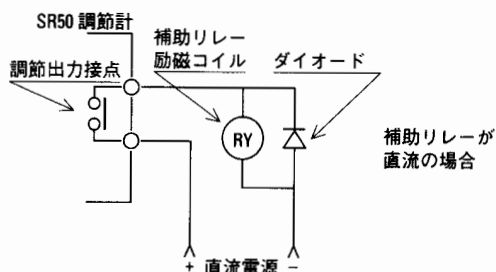 SR50 調節計
調節出力接点
補助リレー
励磁コイル
ダイオード
RY
補助リレーが
直流の場合
+ 直流電源 −